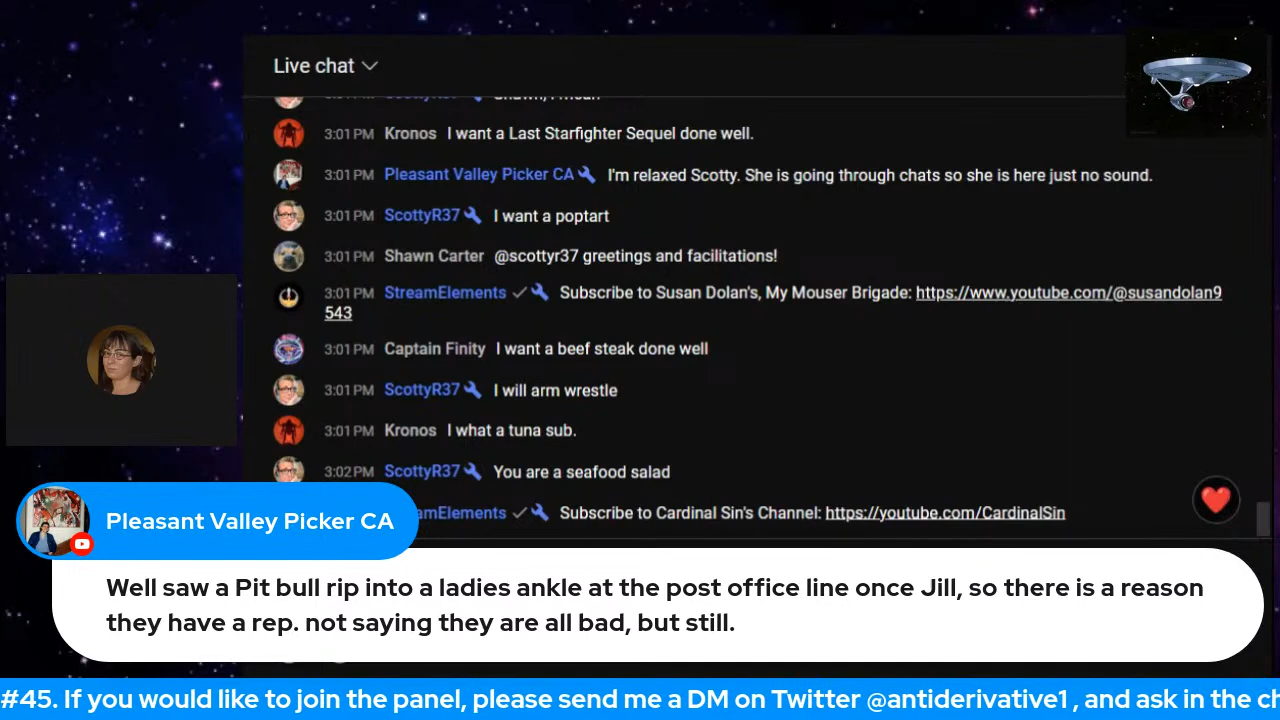 Live chat
3:01 PM Kronos I want a Last Starfighter Sequel done well.
3:01 PM Pleasant Valley Picker CA I'm relaxed Scotty. She is going through chats so she is here just no sound.
3:01 PM ScottyR37 I want a poptart
3:01 PM Shawn Carter @scottyr37 greetings and facilitations!
3:01 PM StreamElements Subscribe to Susan Dolan's, My Mouser Brigade: https://www.youtube.com/@susandolan9
543
3:01 PM Captain Finity I want a beef steak done well
3:01 PM ScottyR37 I will arm wrestle
3:01 PM Kronos I what a tuna sub.
3:02 PM ScottyR37 You are a seafood salad
amElements Subscribe to Cardinal Sin's Channel: https://youtube.com/CardinalSin
Pleasant Valley Picker CA
Well saw a Pit bull rip into a ladies ankle at the post office line once Jill, so there is a reason
they have a rep. not saying they are all bad, but still.
#45. If you would like to join the panel, please send me a DM on Twitter @antiderivative1 , and ask in the ch